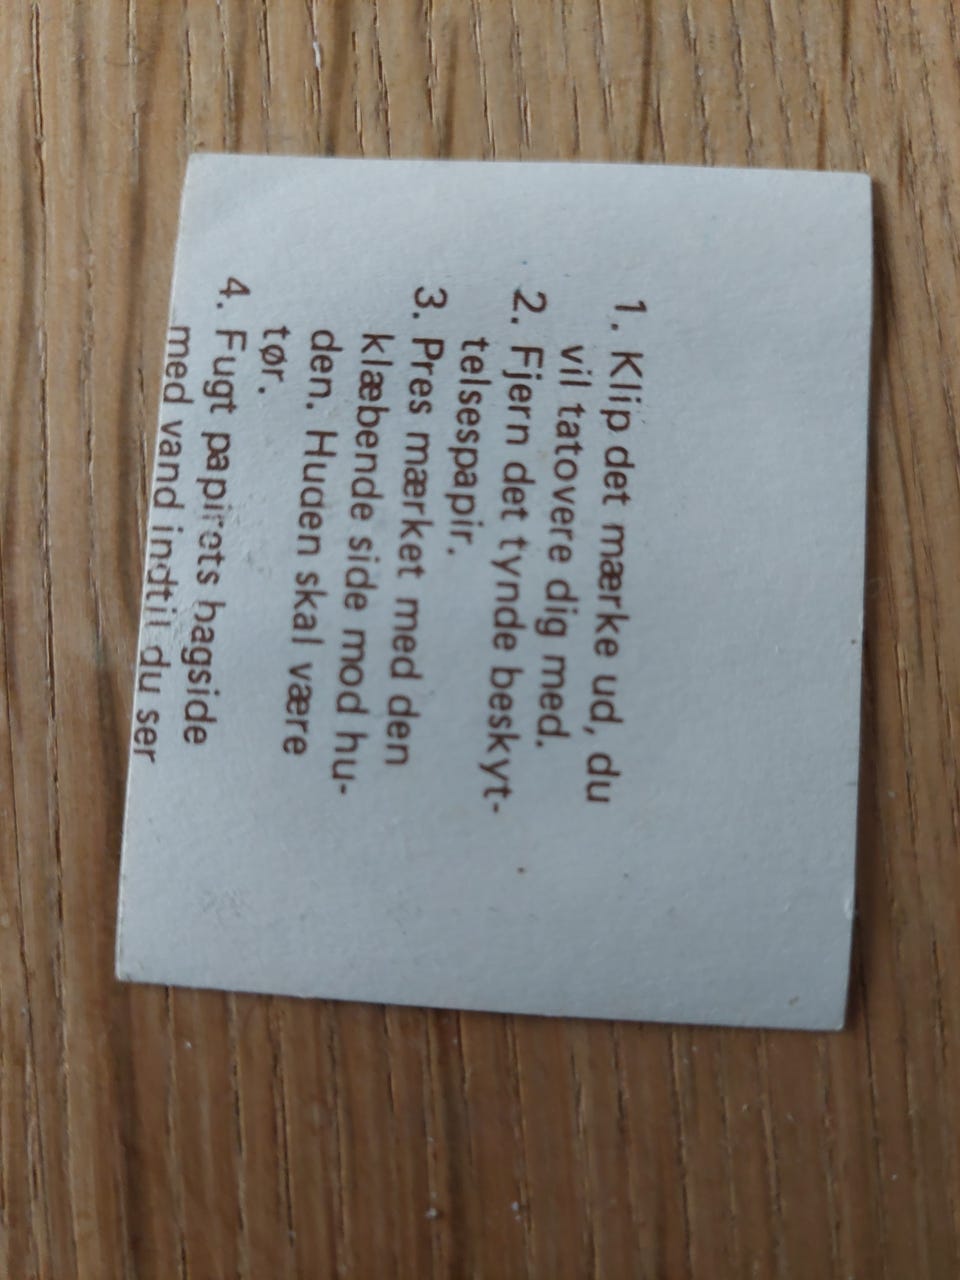 1. Klip det mærke ud, du
vil tatovere dig med.
2. Fjern det tynde beskyt-
telsespapir.
3. Pres mærket med den
klæbende side mod hu-
den. Huden skal være
tør.
4. Fugt papirets bagside
med vand indtil du ser